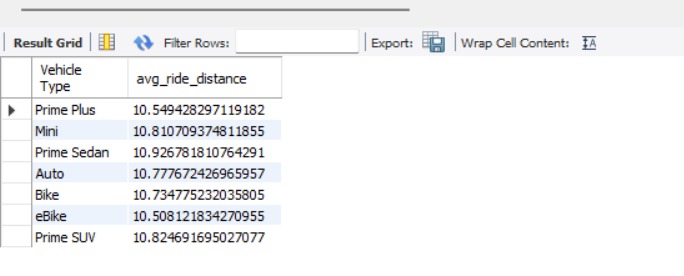 Result Grid Filter Rows: Export: Wrap Cell Content: IA
Vehicle
Type avg_ride_distance
Prime Plus 10.549428297119182
Mini 10.810709374811855
Prime Sedan 10.926781810764291
Auto 10.777672426965957
Bike 10.734775232035805
eBike 10.508121834270955
Prime SUV 10.824691695027077